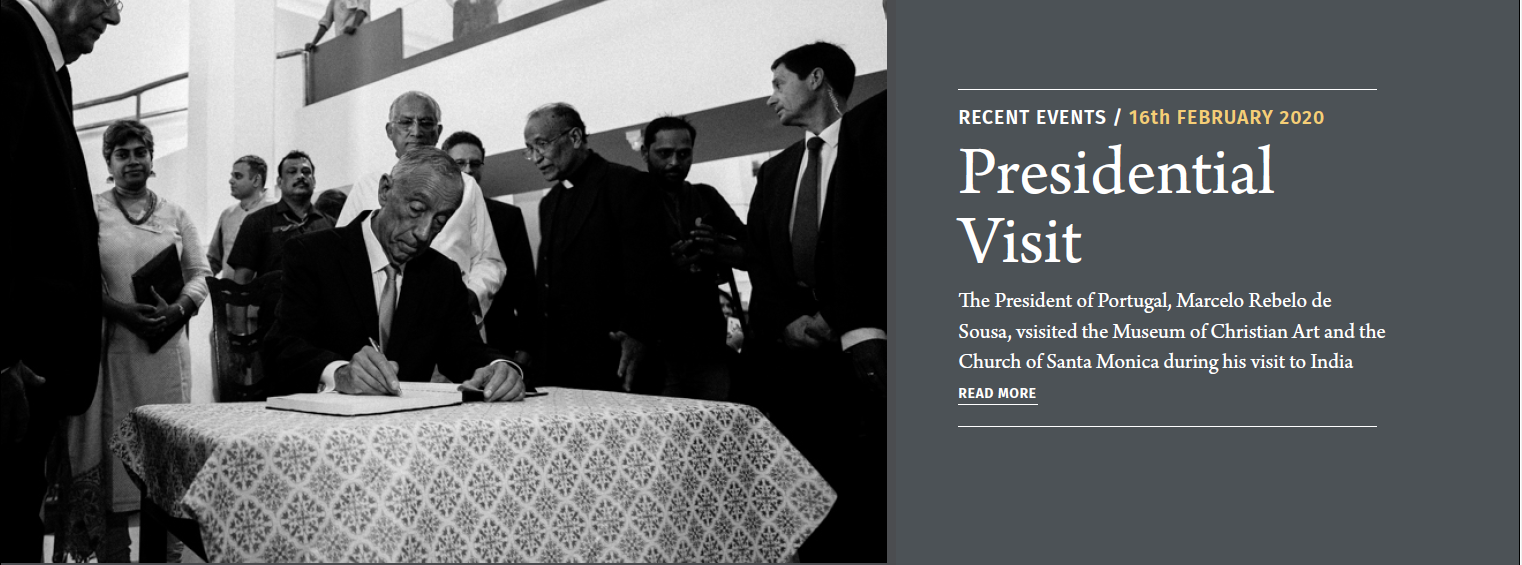 RECENT EVENTS / 16th FEBRUARY 2020
Presidential
Visit
The President of Portugal, Marcelo Rebelo de
Sousa, vsisited the Museum of Christian Art and the
Church of Santa Monica during his visit to India
READ MORE